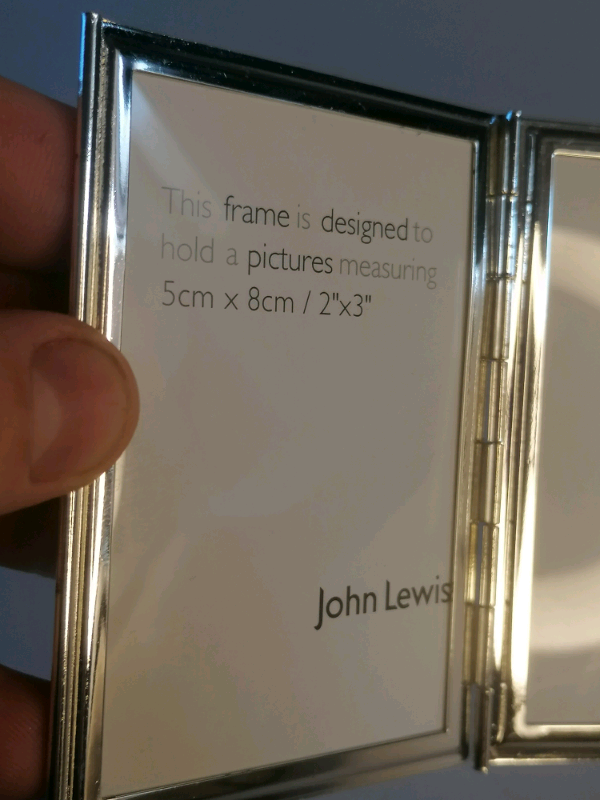 This frame is designed to
hold a pictures measuring
5cm x 8cm / 2"x3"
John Lewis